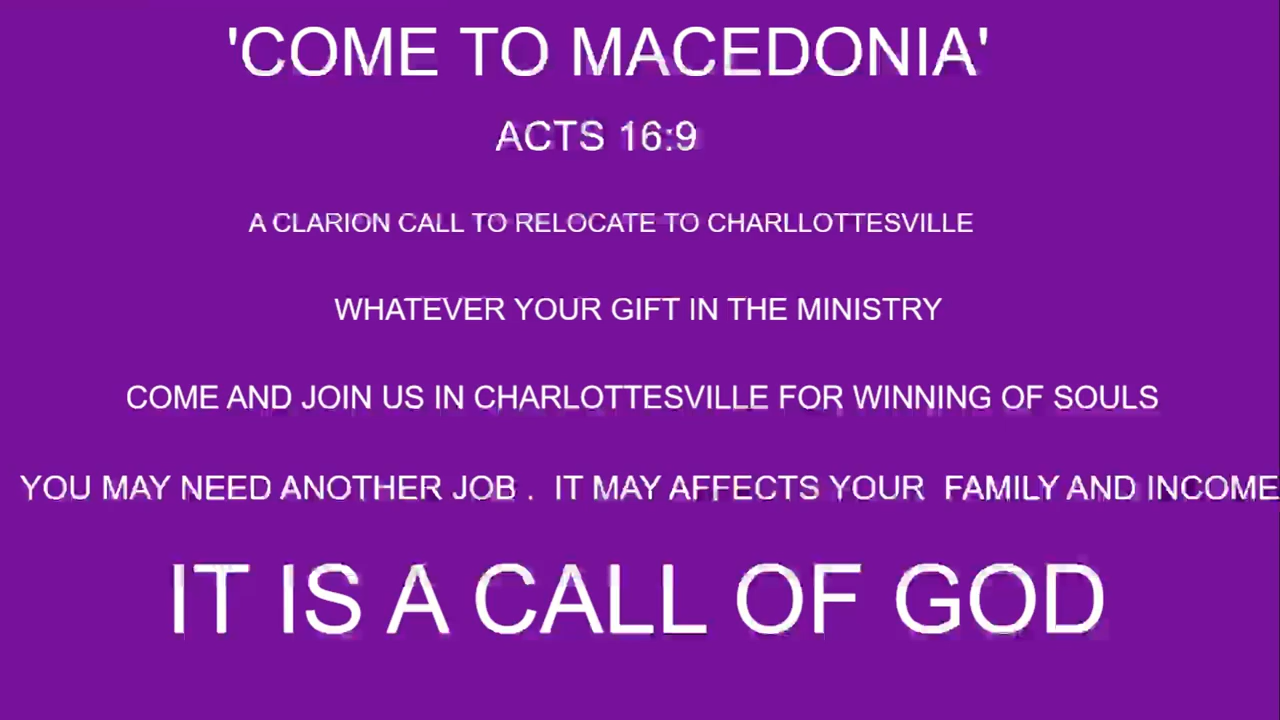 'COME TO MACEDONIA'
ACTS 16:9
A CLARION CALL TO RELOCATE TO CHARLLOTTESVILLE
WHATEVER YOUR GIFT IN THE MINISTRY
COME AND JOIN US IN CHARLOTTESVILLE FOR WINNING OF SOULS
YOU MAY NEED ANOTHER JOB .  IT MAY AFFECTS YOUR  FAMILY AND INCOME
IT IS A CALL OF GOD